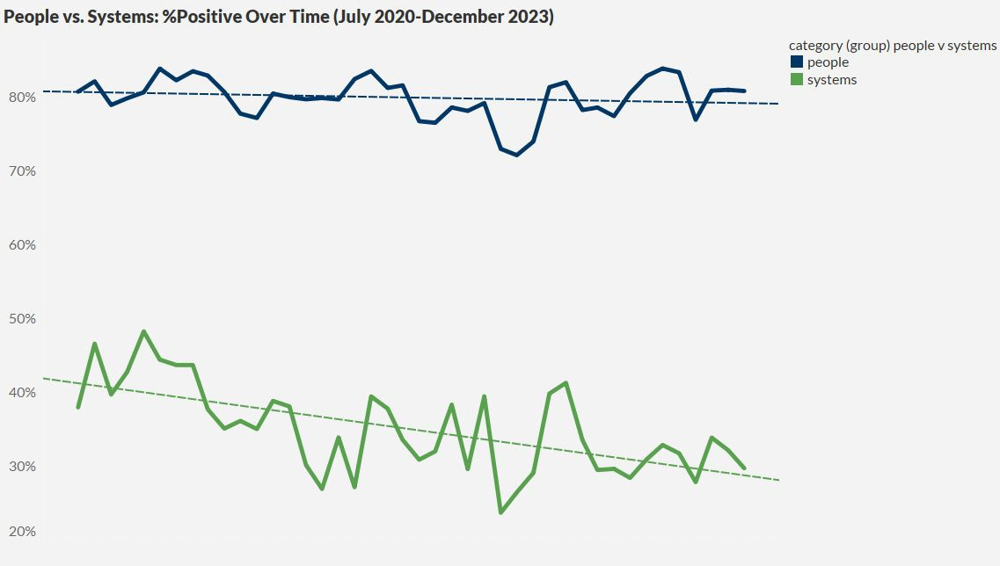 People vs. Systems: %Positive Over Time (July 2020-December 2023)
category (group) people v systems
people
systems
80%
70%
60%
50%
40%
30%
20%